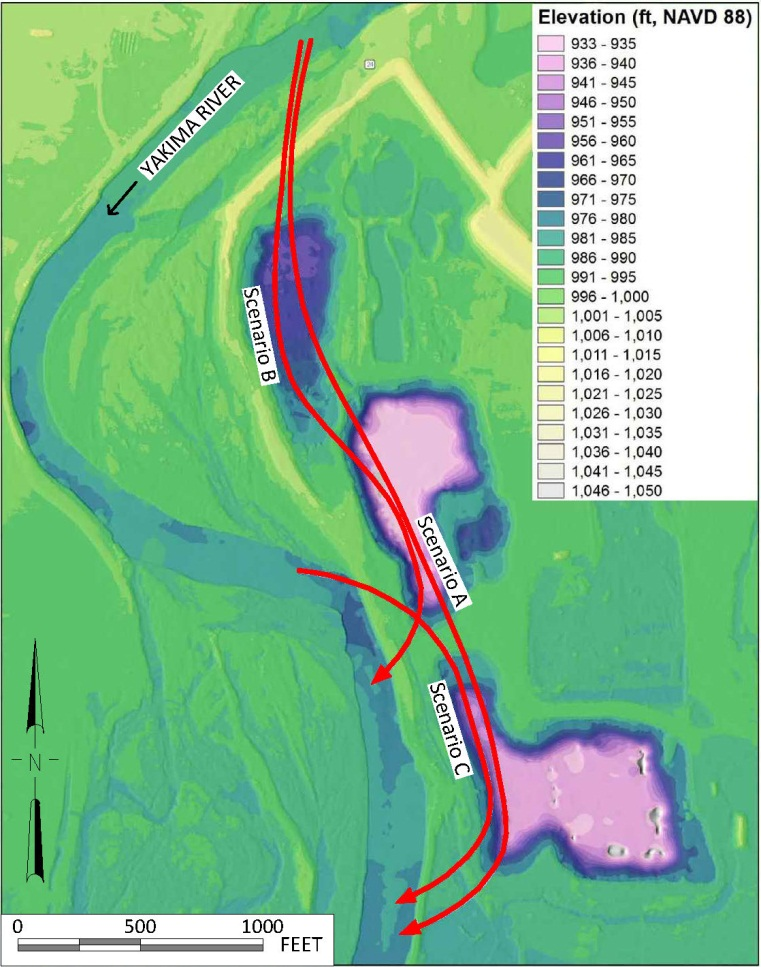 Elevation (ft, NAVD 88)
933 - 935
936 - 940
941 - 945
946 - 950
951 - 955
956 - 960
961 - 965
966 - 970
971 - 975
976 - 980
981 - 985
986 - 990
991 - 995
996 - 1,000
1,001 - 1,005
1,006 - 1,010
1,011 - 1,015
1,016 - 1,020
1,021 - 1,025
1,026 - 1,030
1,031 - 1,035
1,036 - 1,040
1,041 - 1,045
1,046 - 1,050
24
YAKIMA RIVER
Scenario B
Scenario A
Scenario C
N
0 500 1000
FEET